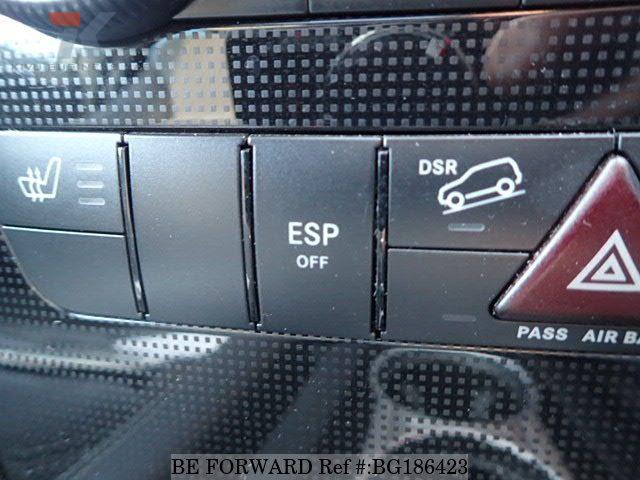 DSR
ESP
OFF
PASS AIR BA
BE FORWARD Ref #:BG186423